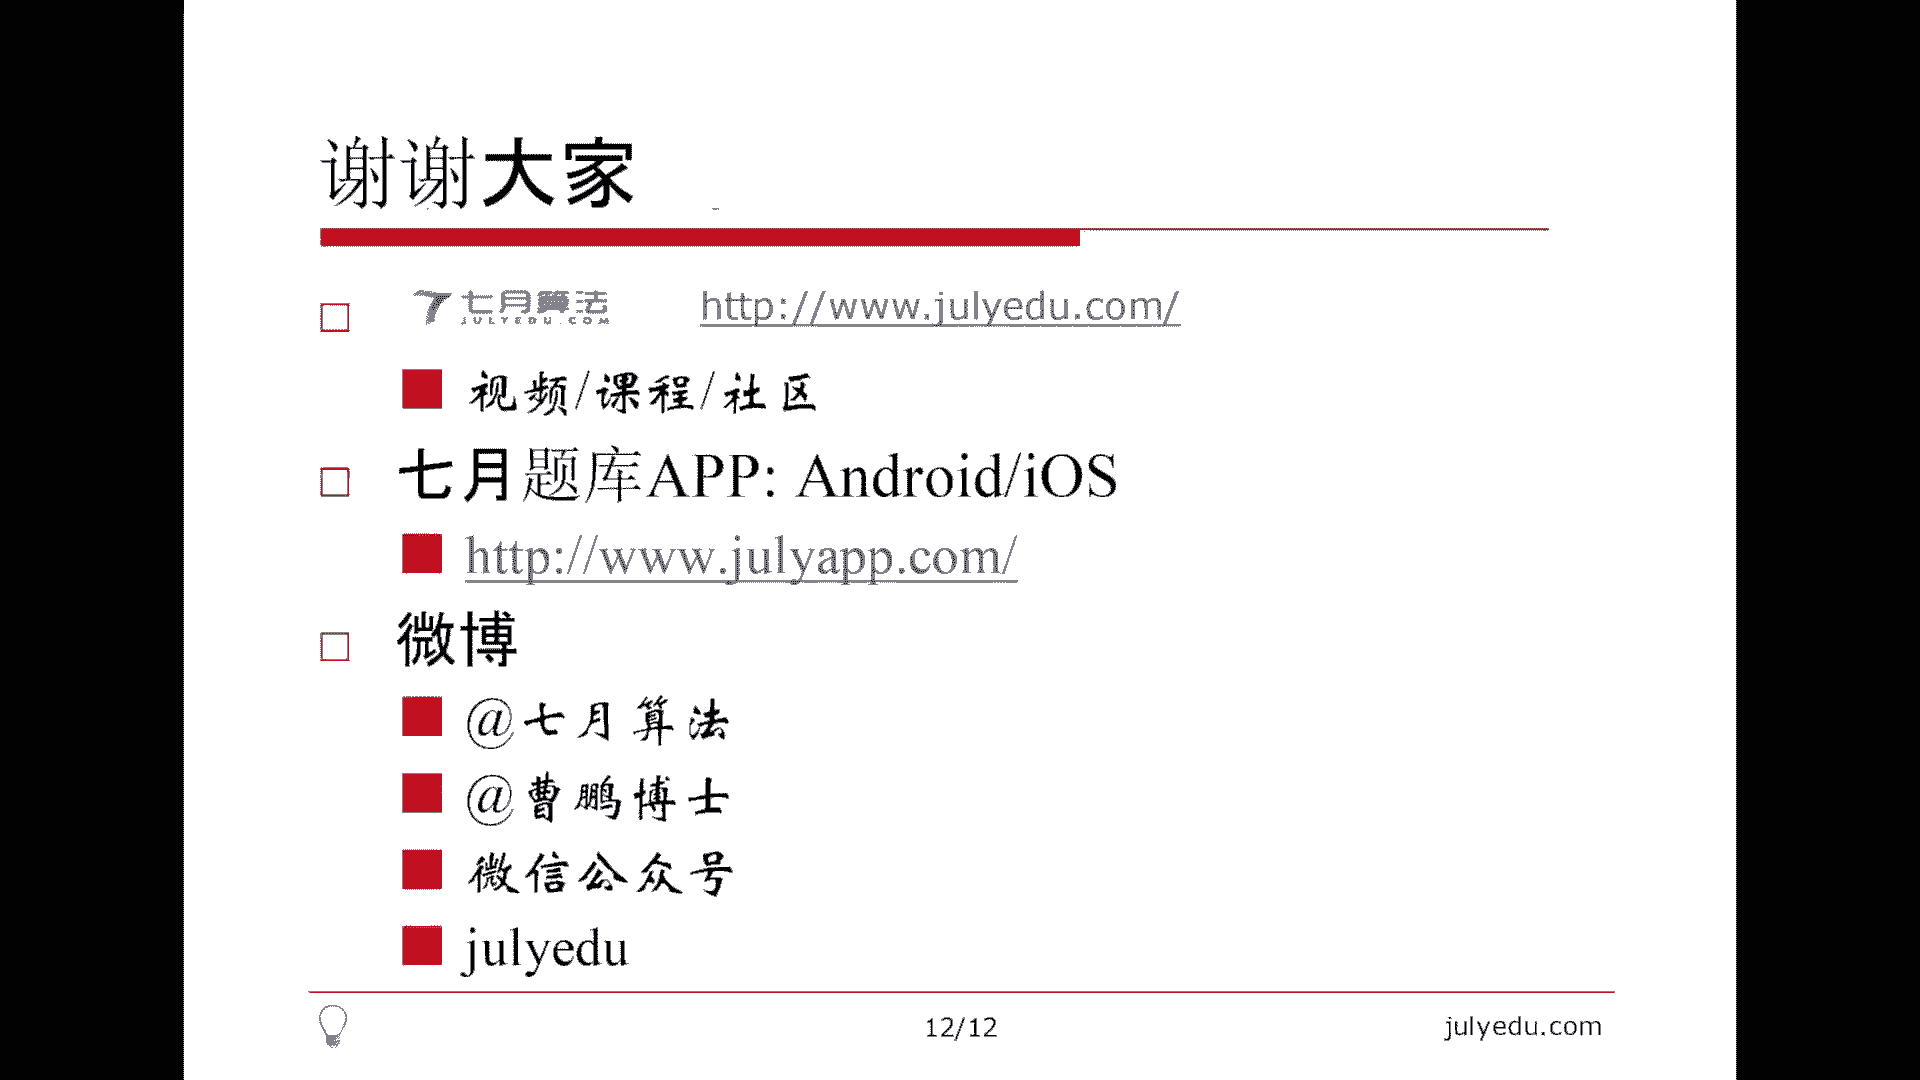 谢谢大家
七月算法 http://www.julyedu.com/
JULYEDU.COM
视频/课程/社区
七月题库APP: Android/iOS
http://www.julyapp.com/
微博
@七月算法
@曹鹏博士
微信公众号
julyedu
12/12
julyedu.com